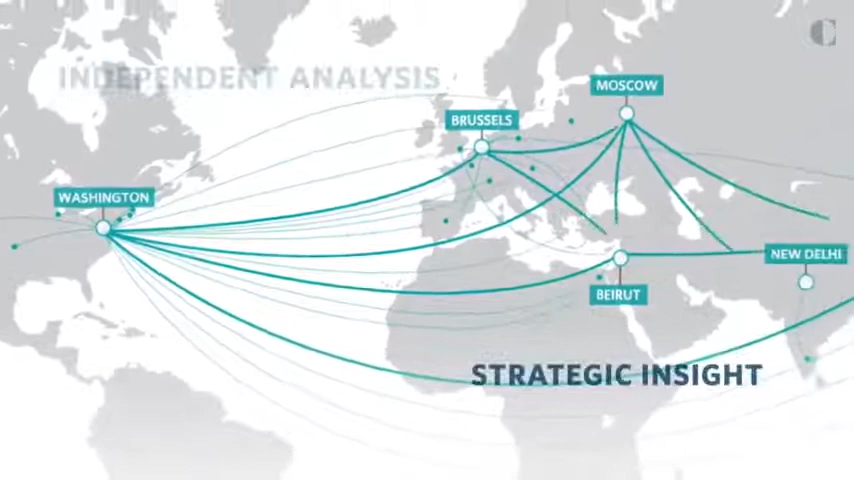 INDEPENDENT ANALYSIS
MOSCOW
BRUSSELS
WASHINGTON
NEW DELHI
BEIRUT
STRATEGIC INSIGHT